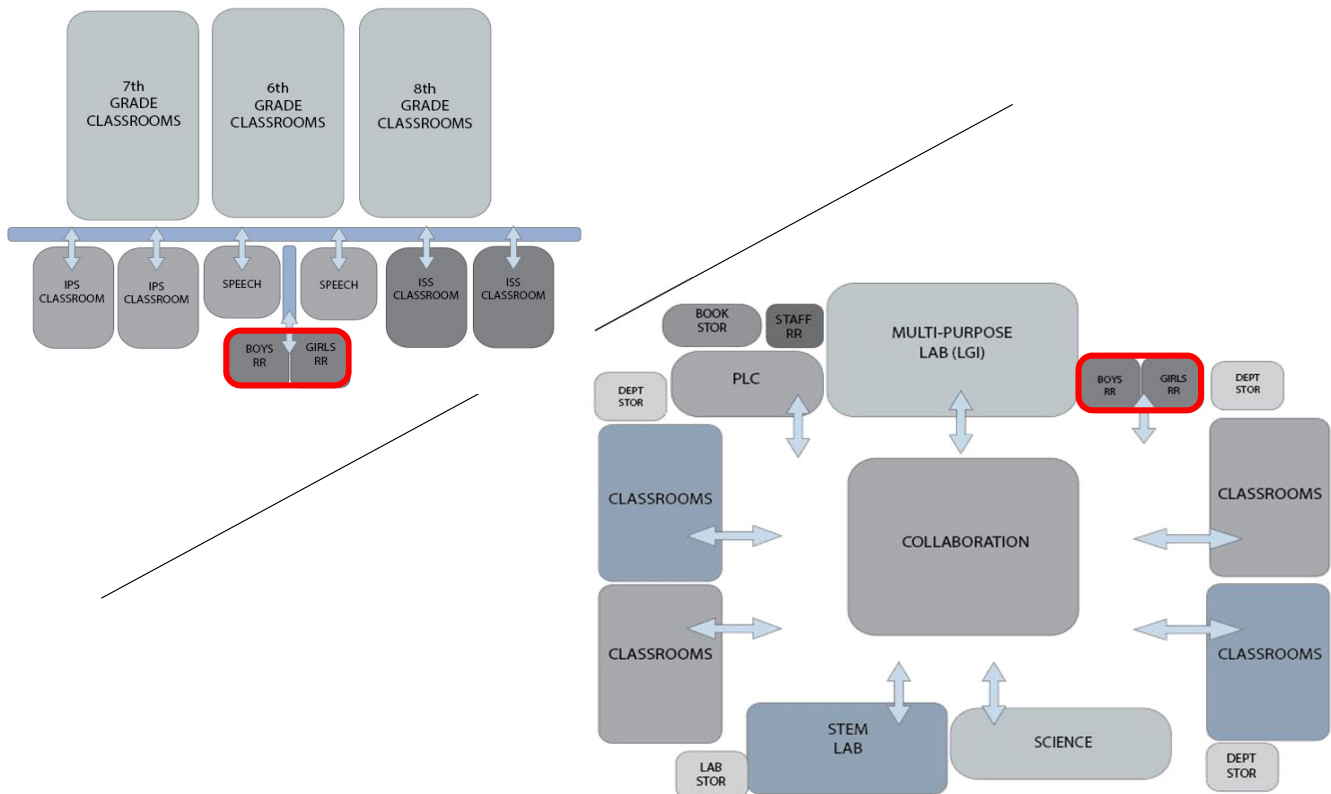 7th
GRADE
CLASSROOMS
6th
GRADE
CLASSROOMS
8th
GRADE
CLASSROOMS
IPS
CLASSROOM
IPS
CLASSROOM
SPEECH
SPEECH
ISS
CLASSROOM
ISS
CLASSROOM
BOYS
RR
GIRLS
RR
BOOK
STOR
STAFF
RR
MULTI-PURPOSE
LAB (LGI)
PLC
BOYS
RR
GIRLS
RR
DEPT
STOR
DEPT
STOR
CLASSROOMS
CLASSROOMS
COLLABORATION
CLASSROOMS
CLASSROOMS
STEM
LAB
SCIENCE
LAB
STOR
DEPT
STOR